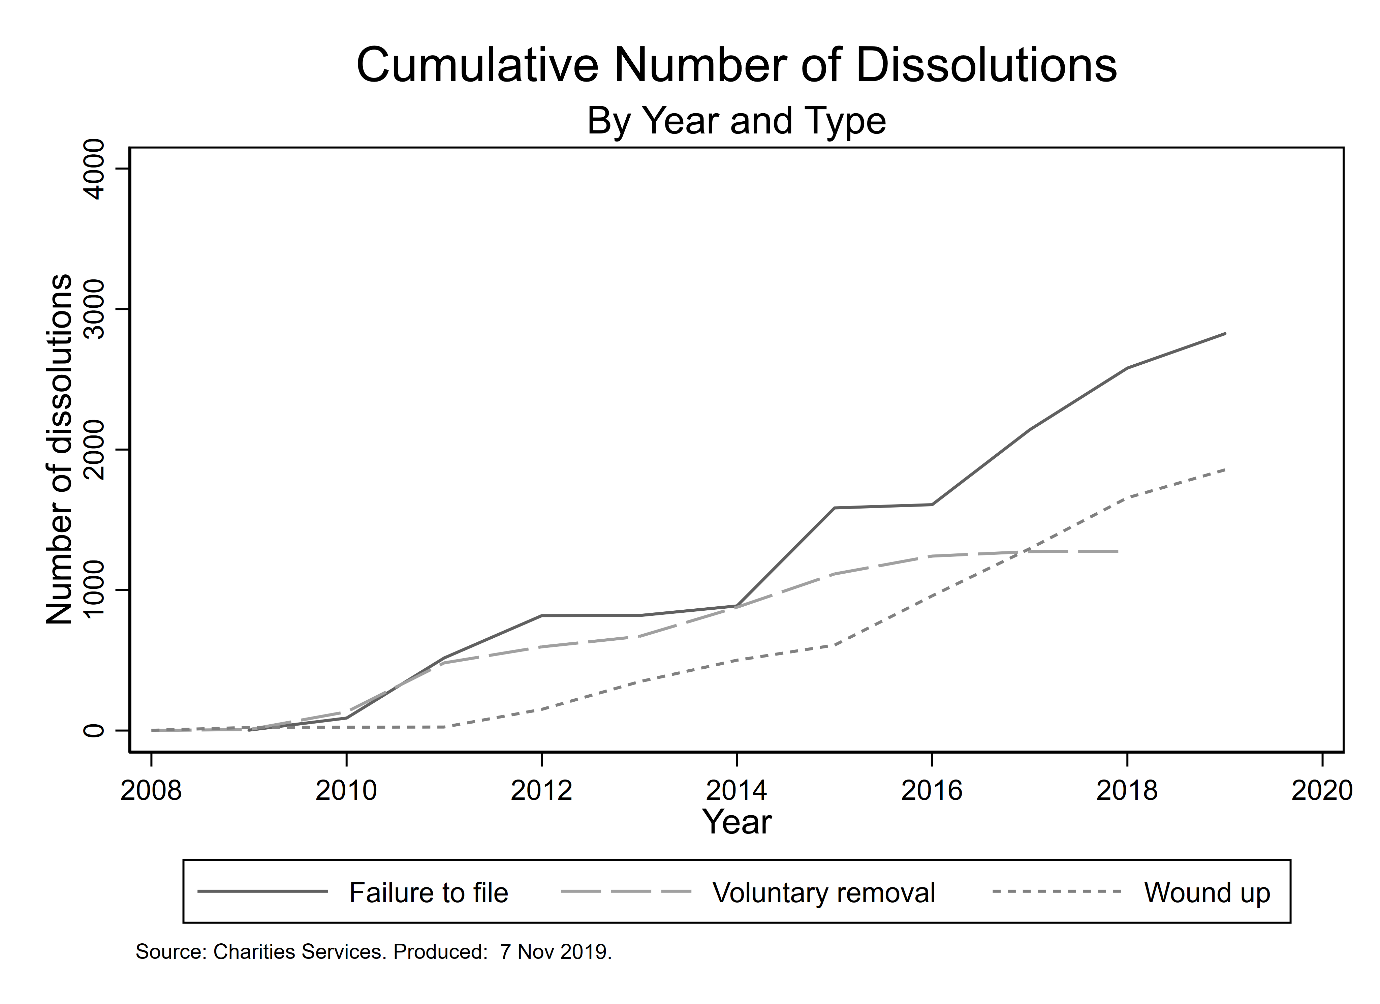 Cumulative Number of Dissolutions
By Year and Type
Number of dissolutions
4000
3000
2000
1000
0
2008 2010 2012 2014 2016 2018 2020
Year
Failure to file Voluntary removal Wound up
Source: Charities Services. Produced:  7 Nov 2019.